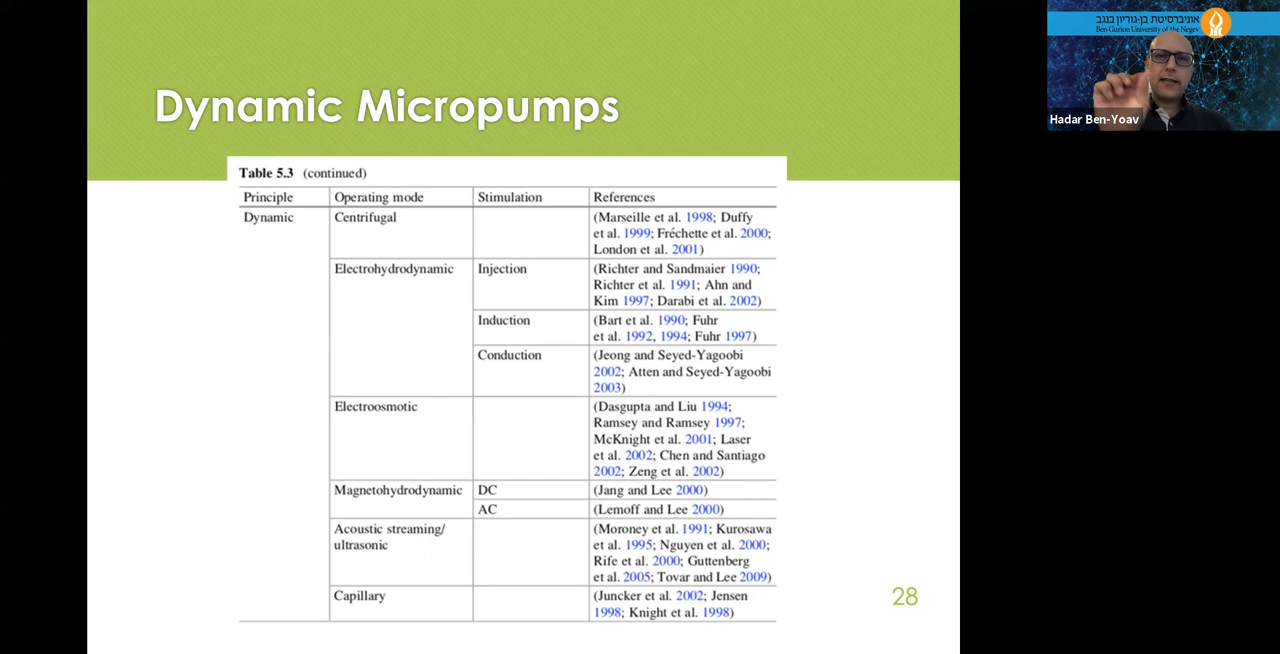 Dynamic Micropumps
Table 5.3 (continued)
Principle Operating mode Stimulation References
Dynamic Centrifugal (Marseille et al. 1998; Duffy
et al. 1999; Fréchette et al. 2000;
London et al. 2001)
Electrohydrodynamic Injection (Richter and Sandmaier 1990;
Richter et al. 1991; Ahn and
Kim 1997; Darabi et al. 2002)
Induction (Bart et al. 1990; Fuhr
et al. 1992, 1994; Fuhr 1997)
Conduction (Jeong and Seyed-Yagoobi
2002; Atten and Seyed-Yagoobi
2003)
Electroosmotic (Dasgupta and Liu 1994;
Ramsey and Ramsey 1997;
McKnight et al. 2001; Laser
et al. 2002; Chen and Santiago
2002; Zeng et al. 2002)
Magnetohydrodynamic DC (Jang and Lee 2000)
AC (Lemoff and Lee 2000)
Acoustic streaming/ (Moroney et al. 1991; Kurosawa
ultrasonic et al. 1995; Nguyen et al. 2000;
Rife et al. 2000; Guttenberg
et al. 2005; Tovar and Lee 2009)
Capillary (Juncker et al. 2002; Jensen
1998; Knight et al. 1998)
28
אוניברסיטת בן-גוריון בנגב
Ben-Gurion University of the Negev
Hadar Ben-Yoav